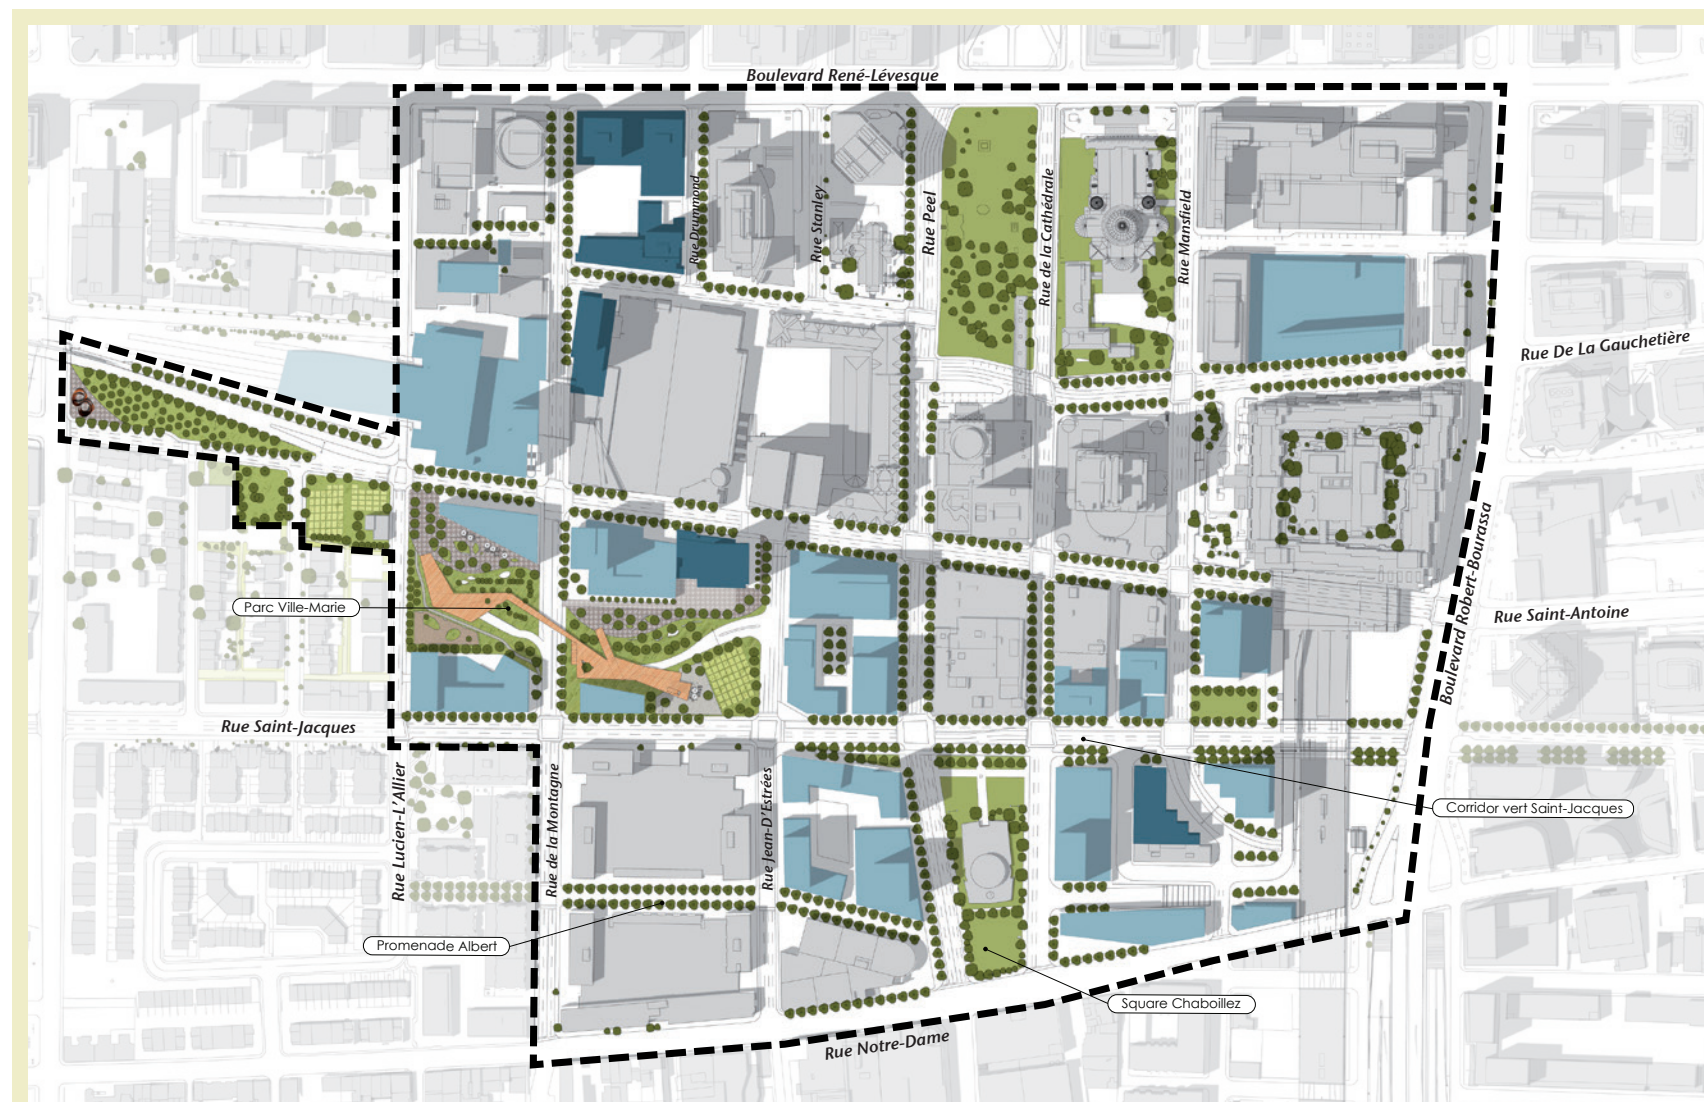 Boulevard René-Lévesque
Rue Drummond
Rue Stanley
Rue Peel
Rue de la Cathédrale
Rue Mansfield
Rue De La Gauchetière
Boulevard Robert-Bourassa
Rue Saint-Antoine
Parc Ville-Marie
Rue Saint-Jacques
Rue Lucien-L'Allier
Rue de la Montagne
Rue Jean-D'Estrées
Corridor vert Saint-Jacques
Promenade Albert
Square Chaboillez
Rue Notre-Dame